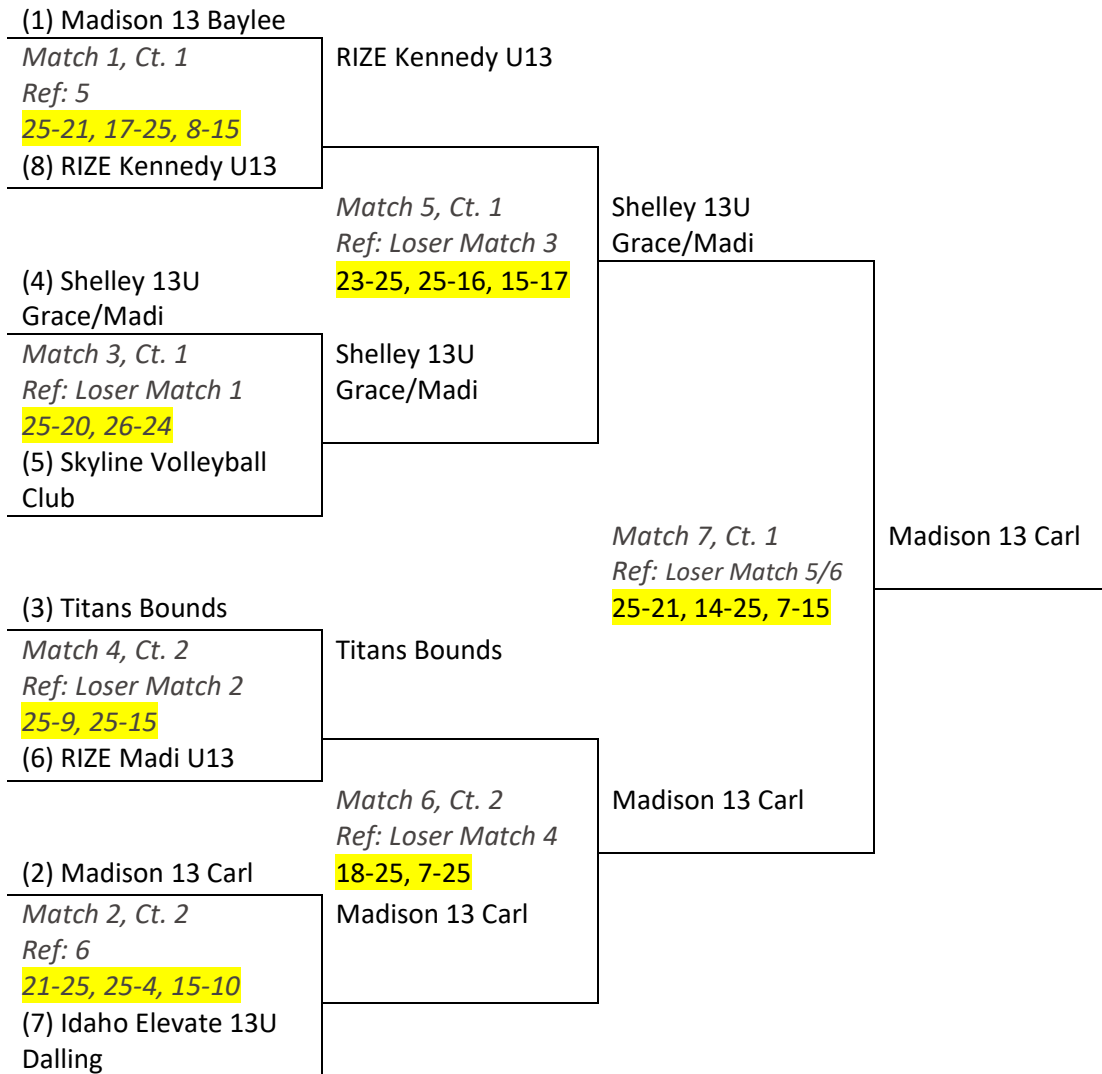 (1) Madison 13 Baylee
Match 1, Ct. 1
Ref: 5
25-21, 17-25, 8-15
(8) RIZE Kennedy U13
(4) Shelley 13U
Grace/Madi
Match 3, Ct. 1
Ref: Loser Match 1
25-20, 26-24
(5) Skyline Volleyball
Club
(3) Titans Bounds
Match 4, Ct. 2
Ref: Loser Match 2
25-9, 25-15
(6) RIZE Madi U13
(2) Madison 13 Carl
Match 2, Ct. 2
Ref: 6
21-25, 25-4, 15-10
(7) Idaho Elevate 13U
Dalling
RIZE Kennedy U13
Match 5, Ct. 1
Ref: Loser Match 3
23-25, 25-16, 15-17
Shelley 13U
Grace/Madi
Titans Bounds
Match 6, Ct. 2
Ref: Loser Match 4
18-25, 7-25
Madison 13 Carl
Shelley 13U
Grace/Madi
Match 7, Ct. 1
Ref: Loser Match 5/6
25-21, 14-25, 7-15
Madison 13 Carl
Madison 13 Carl